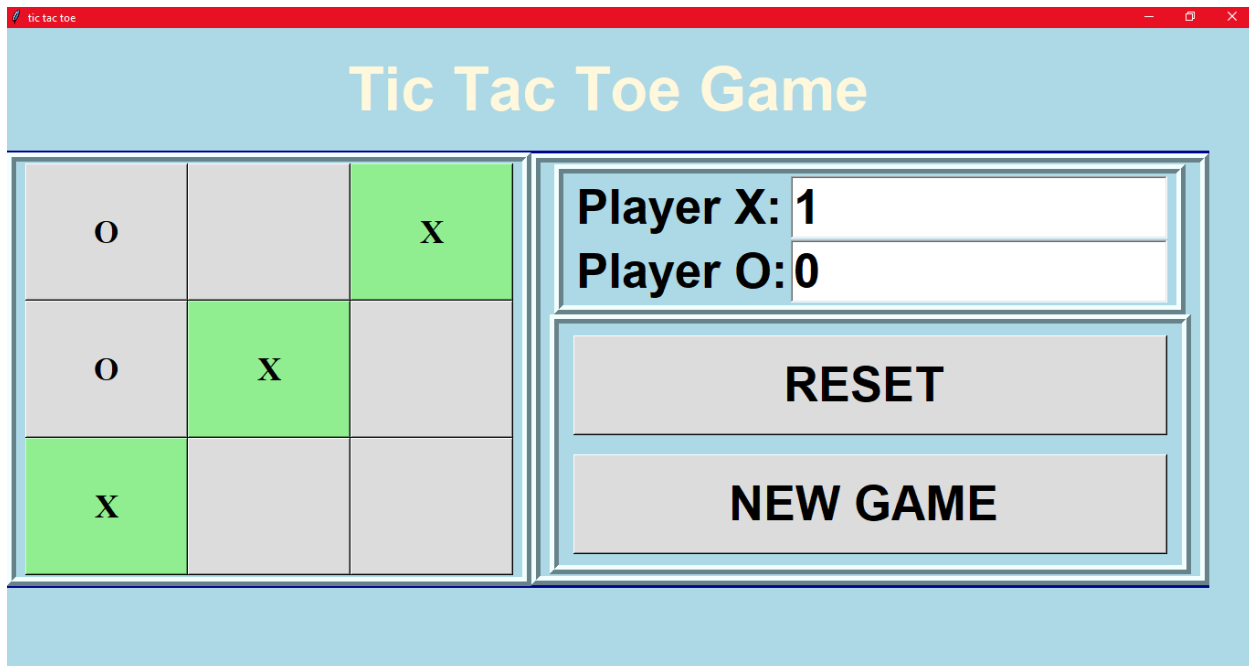 tic tac toe
Tic Tac Toe Game
O X
O X
X
Player X: 1
Player O: 0
RESET
NEW GAME